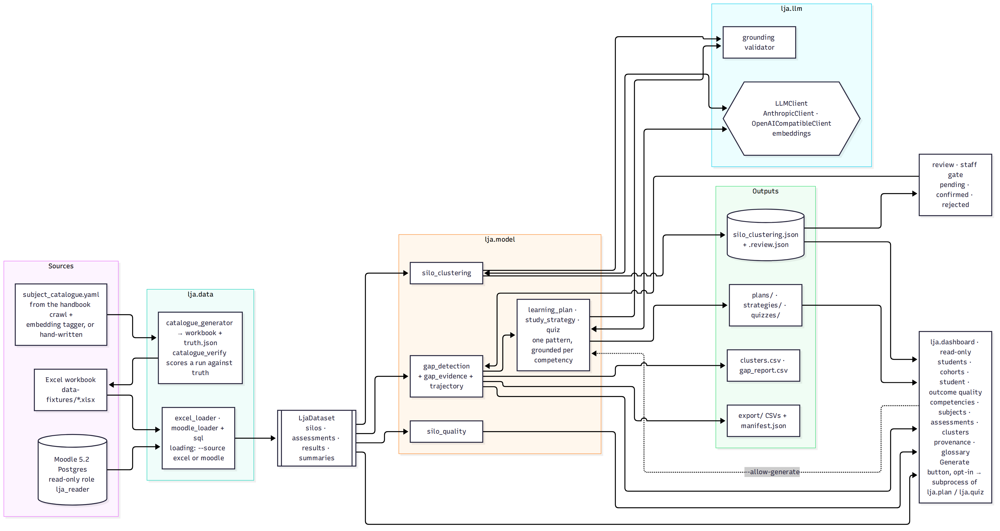 lja.llm
grounding
validator
LLMClient
AnthropicClient ·
OpenAICompatibleClient
embeddings
review · staff
gate
pending ·
confirmed ·
rejected
Outputs
silo_clustering.json
+ .review.json
plans/ ·
strategies/ ·
quizzes/
clusters.csv ·
gap_report.csv
export/ CSVs +
manifest.json
lja.model
silo_clustering
learning_plan ·
study_strategy ·
quiz
one pattern,
grounded per
competency
gap_detection
+ gap_evidence +
trajectory
silo_quality
Sources
subject_catalogue.yaml
from the handbook
crawl +
embedding tagger, or
hand-written
Excel workbook
data-
fixtures/*.xlsx
Moodle 5.2
Postgres
read-only role
lja_reader
lja.data
catalogue_generator
→ workbook +
truth.json
catalogue_verify
scores a run against
truth
excel_loader ·
moodle_loader +
sql
loading: --source
excel or moodle
LjaDataset
silos ·
assessments ·
results ·
summaries
lja.dashboard ·
read-only
students ·
cohorts ·
student ·
outcome quality
competencies ·
subjects ·
assessments ·
clusters
provenance ·
glossary
Generate
button, opt-in →
subprocess of
lja.plan / lja.quiz
--allow-generate